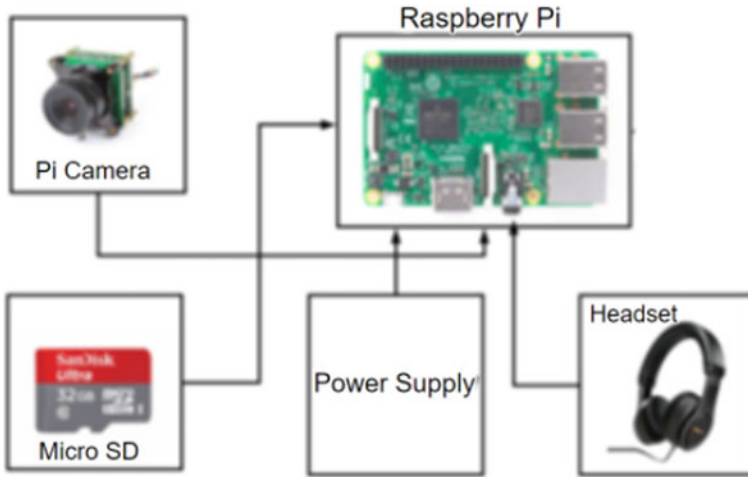 Raspberry Pi
Pi Camera
SanDisk
Ultra
32GB
Micro SD
Power Supply
Headset